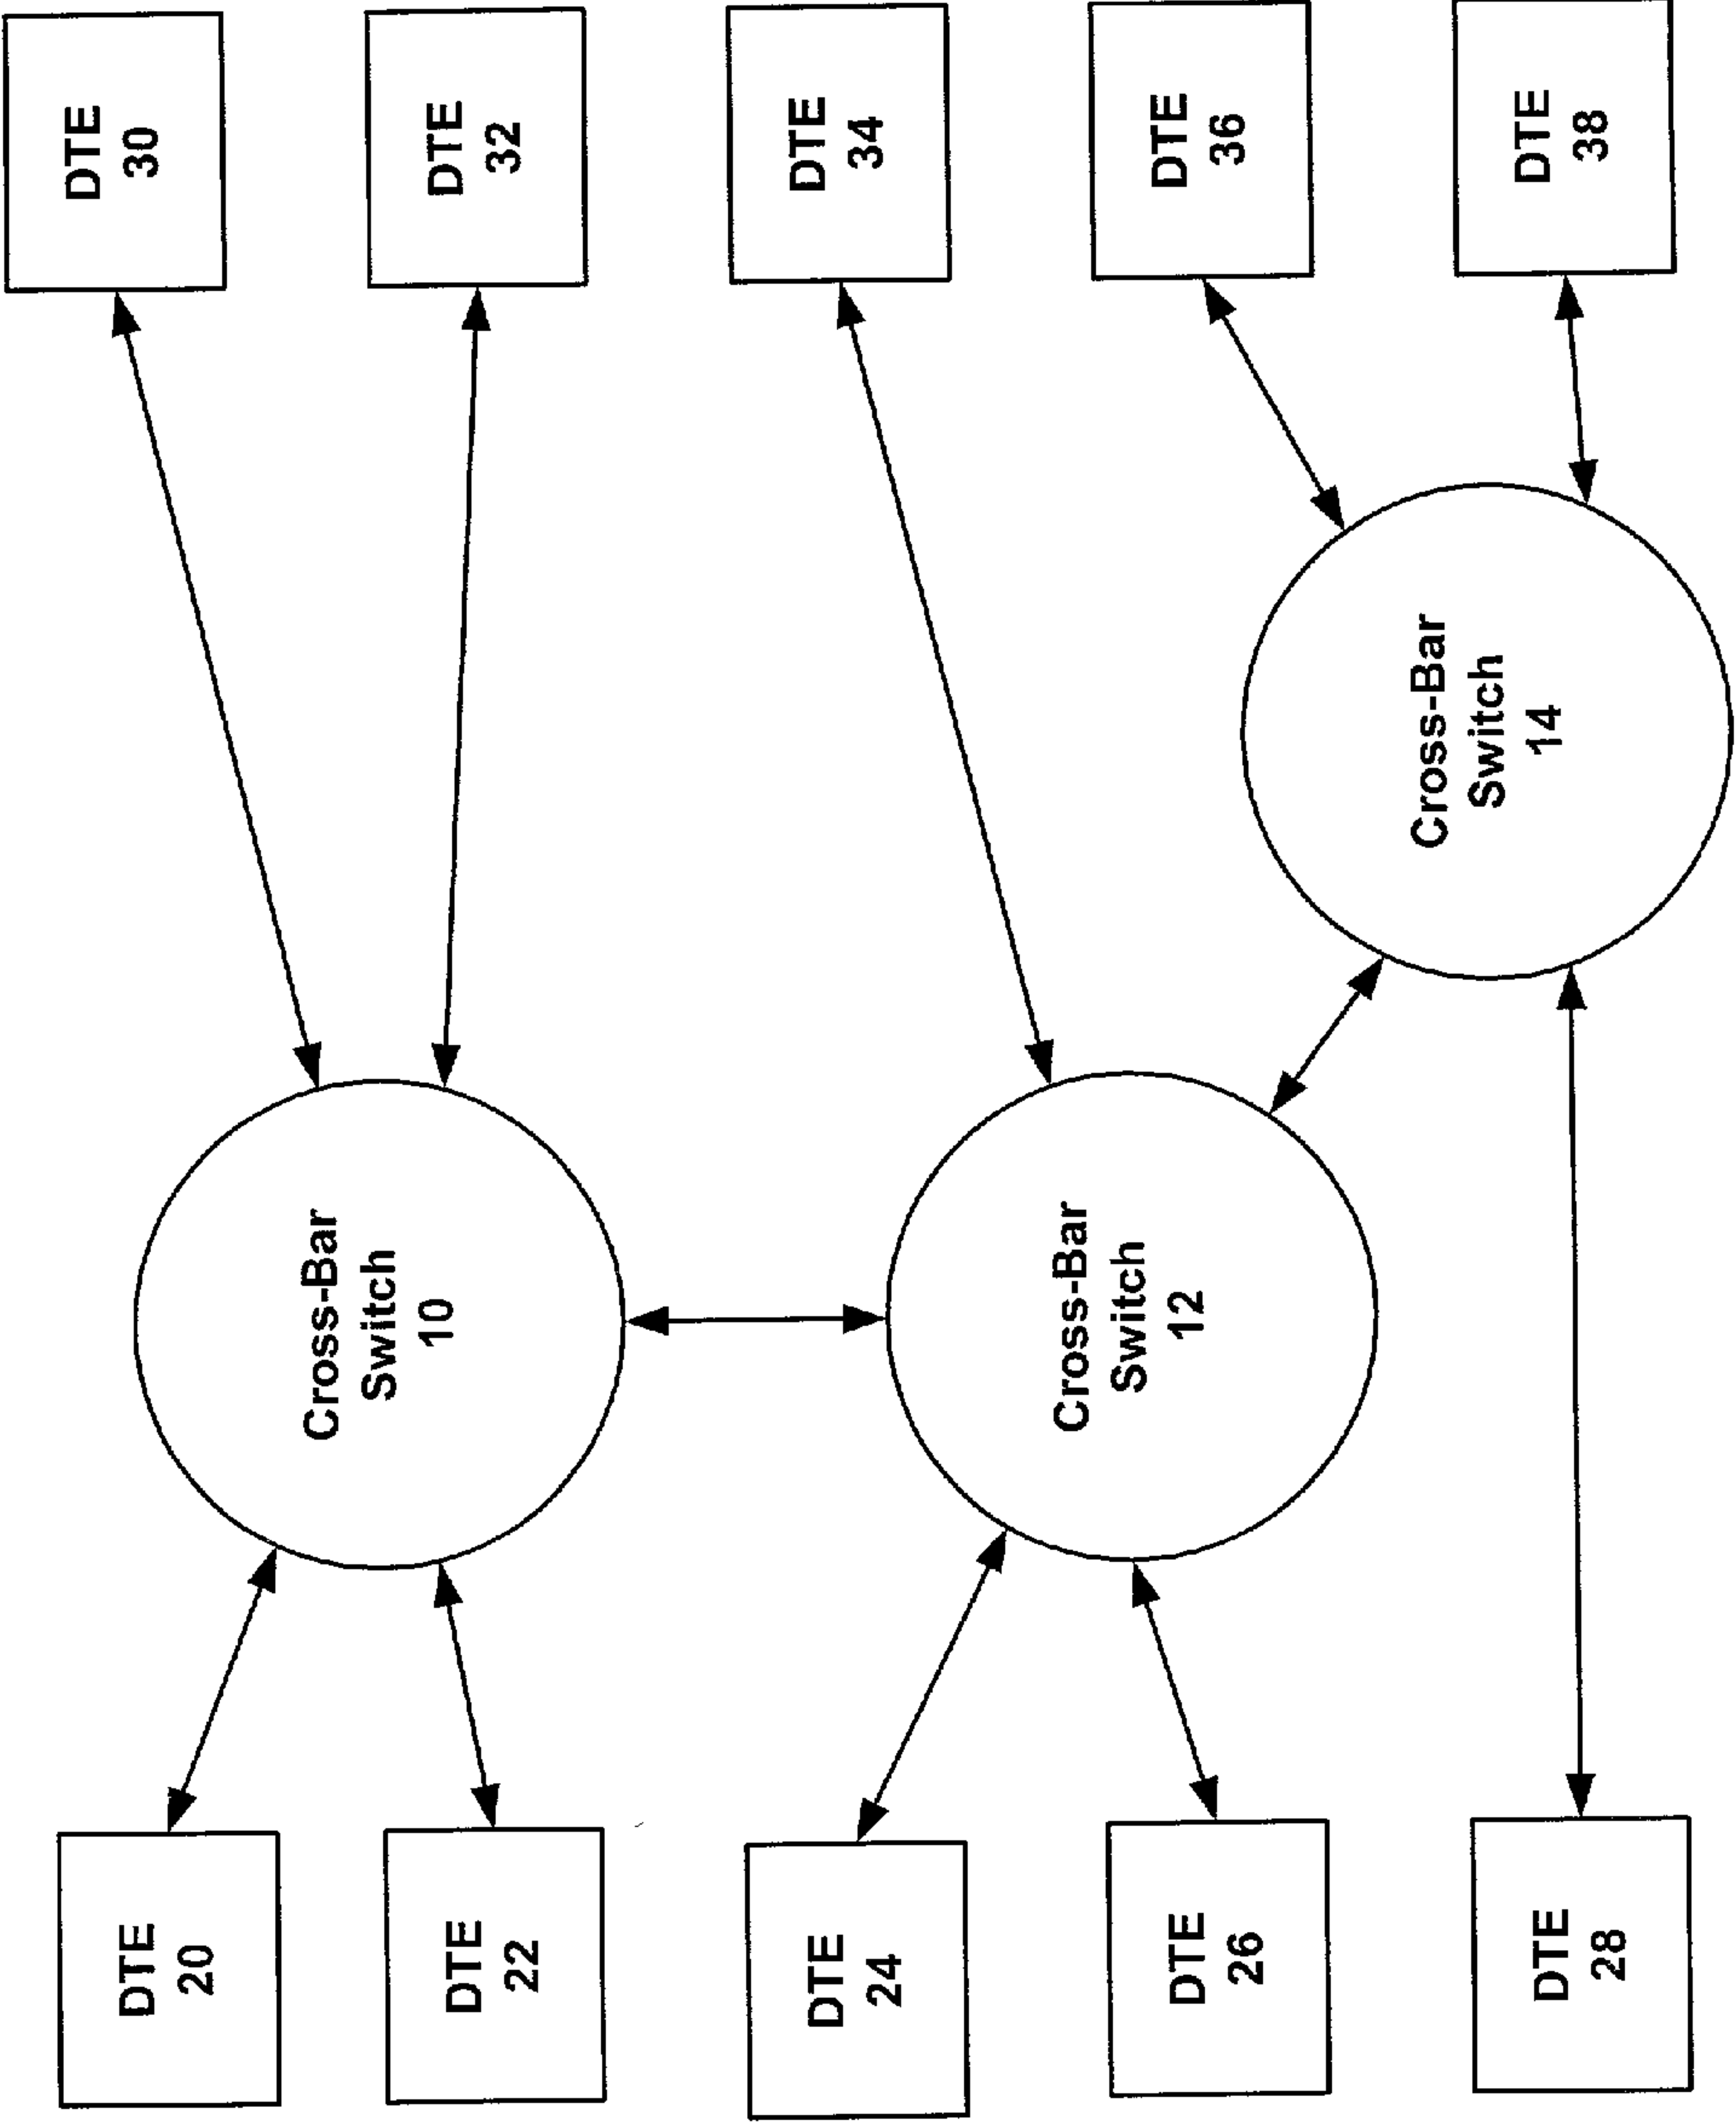 DTE
20
DTE
22
DTE
24
DTE
26
DTE
28
Cross-Bar
Switch
10
Cross-Bar
Switch
12
Cross-Bar
Switch
14
DTE
30
DTE
32
DTE
34
DTE
36
DTE
38